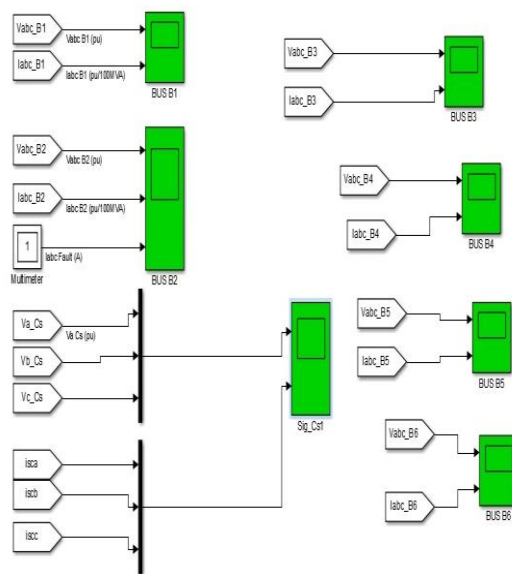 Vabc_B1
Vabc B1 (pu)
Iabc_B1
Iabc B1 (pu/100MVA)
BUS B1
Vabc_B2
Vabc B2 (pu)
Iabc_B2
Iabc B2 (pu/100MVA)
1
Iabc Fault (A)
Multimeter
BUS B2
Va_Cs
Va Cs (pu)
Vb_Cs
Vc_Cs
Sig_Cs1
isca
iscb
iscc
Vabc_B3
Iabc_B3
BUS B3
Vabc_B4
Iabc_B4
BUS B4
Vabc_B5
Iabc_B5
BUS B5
Vabc_B6
Iabc_B6
BUS B6